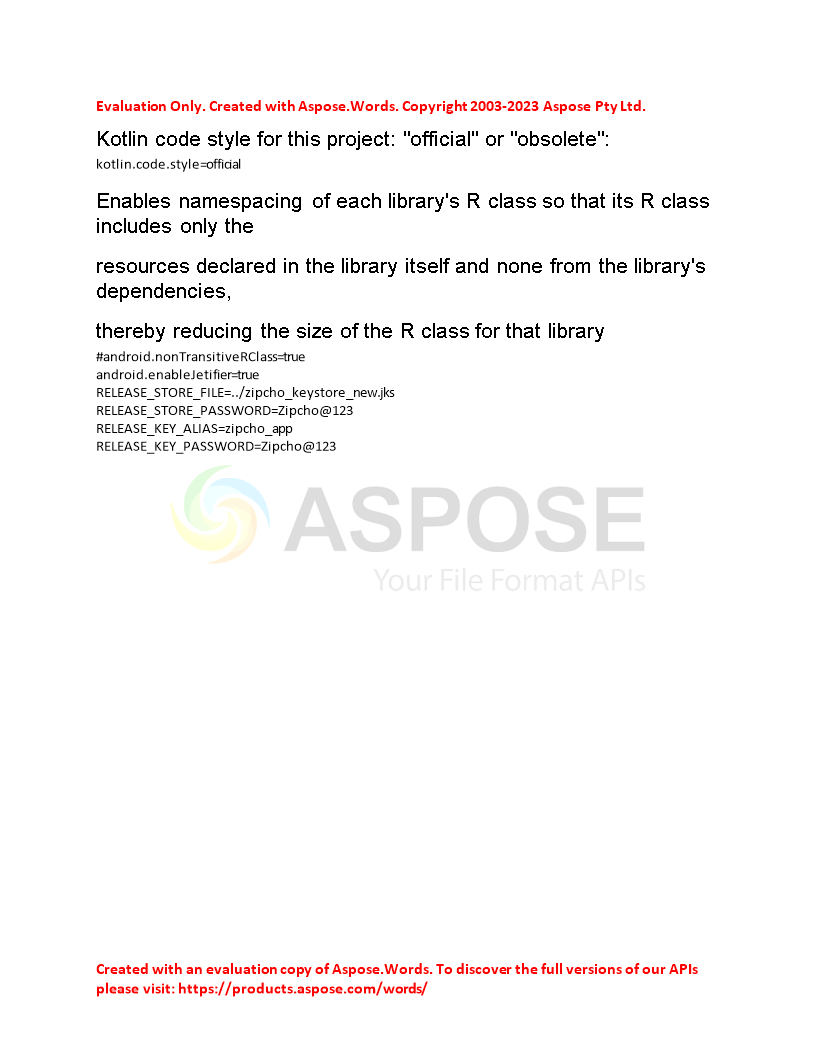 Evaluation Only. Created with Aspose.Words. Copyright 2003-2023 Aspose Pty Ltd.
Kotlin code style for this project: "official" or "obsolete":
kotlin.code.style=official
Enables namespacing of each library's R class so that its R class
includes only the
resources declared in the library itself and none from the library's
dependencies,
thereby reducing the size of the R class for that library
#android.nonTransitiveRClass=true
android.enableJetifier=true
RELEASE_STORE_FILE=../zipcho_keystore_new.jks
RELEASE_STORE_PASSWORD=Zipcho@123
RELEASE_KEY_ALIAS=zipcho_app
RELEASE_KEY_PASSWORD=Zipcho@123
ASPOSE
Your File Format APIs
Created with an evaluation copy of Aspose.Words. To discover the full versions of our APIs
please visit: https://products.aspose.com/words/